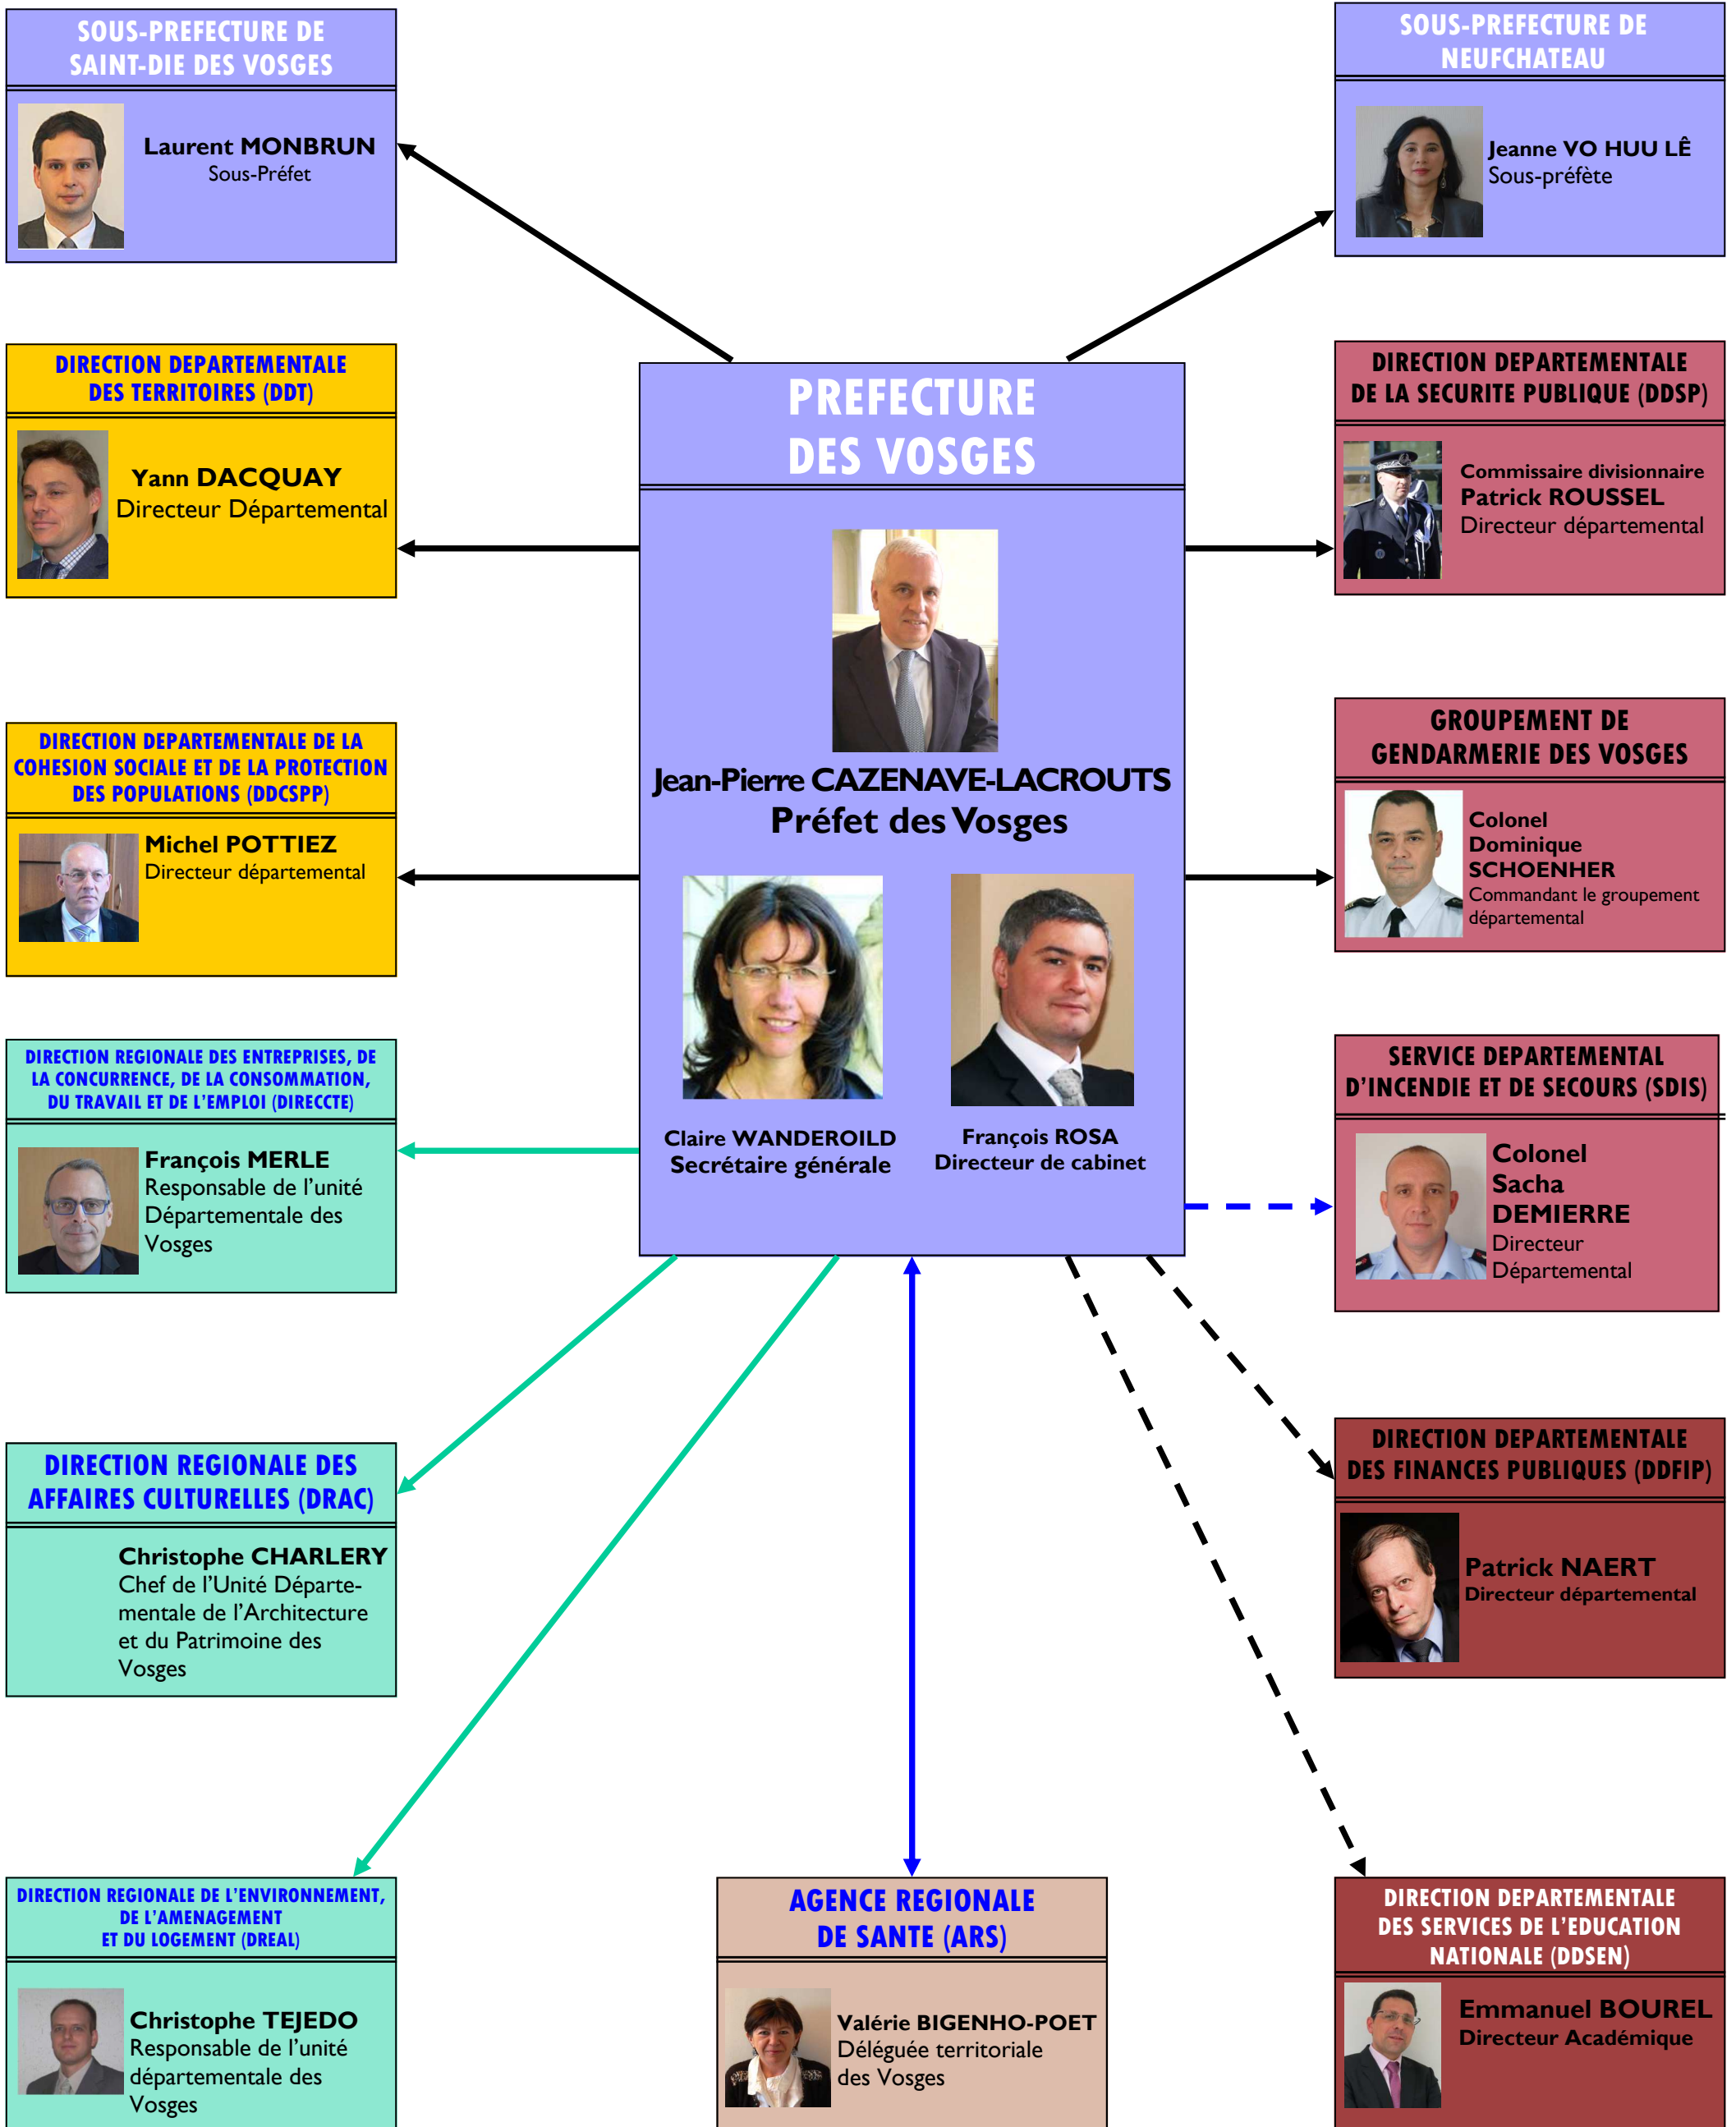 SOUS-PREFECTURE DE
SAINT-DIE DES VOSGES
Laurent MONBRUN
Sous-Préfet
SOUS-PREFECTURE DE
NEUFCHATEAU
Jeanne VO HUU LÊ
Sous-préfète
DIRECTION DEPARTEMENTALE
DES TERRITOIRES (DDT)
Yann DACQUAY
Directeur Départemental
PREFECTURE
DES VOSGES
Jean-Pierre CAZENAVE-LACROUTS
Préfet des Vosges
Claire WANDEROILD
Secrétaire générale
François ROSA
Directeur de cabinet
DIRECTION DEPARTEMENTALE
DE LA SECURITE PUBLIQUE (DDSP)
Commissaire divisionnaire
Patrick ROUSSEL
Directeur départemental
DIRECTION DEPARTEMENTALE DE LA
COHESION SOCIALE ET DE LA PROTECTION
DES POPULATIONS (DDCSPP)
Michel POTTIEZ
Directeur départemental
GROUPEMENT DE
GENDARMERIE DES VOSGES
Colonel
Dominique
SCHOENHER
Commandant le groupement
départemental
DIRECTION REGIONALE DES ENTREPRISES, DE
LA CONCURRENCE, DE LA CONSOMMATION,
DU TRAVAIL ET DE L'EMPLOI (DIRECCTE)
François MERLE
Responsable de l'unité
Départementale des
Vosges
SERVICE DEPARTEMENTAL
D'INCENDIE ET DE SECOURS (SDIS)
Colonel
Sacha
DEMIERRE
Directeur
Départemental
DIRECTION REGIONALE DES
AFFAIRES CULTURELLES (DRAC)
Christophe CHARLERY
Chef de l'Unité Départe-
mentale de l'Architecture
et du Patrimoine des
Vosges
DIRECTION DEPARTEMENTALE
DES FINANCES PUBLIQUES (DDFIP)
Patrick NAERT
Directeur départemental
DIRECTION REGIONALE DE L'ENVIRONNEMENT,
DE L'AMENAGEMENT
ET DU LOGEMENT (DREAL)
Christophe TEJEDO
Responsable de l'unité
départementale des
Vosges
AGENCE REGIONALE
DE SANTE (ARS)
Valérie BIGENHO-POET
Déléguée territoriale
des Vosges
DIRECTION DEPARTEMENTALE
DES SERVICES DE L'EDUCATION
NATIONALE (DDSEN)
Emmanuel BOUREL
Directeur Académique